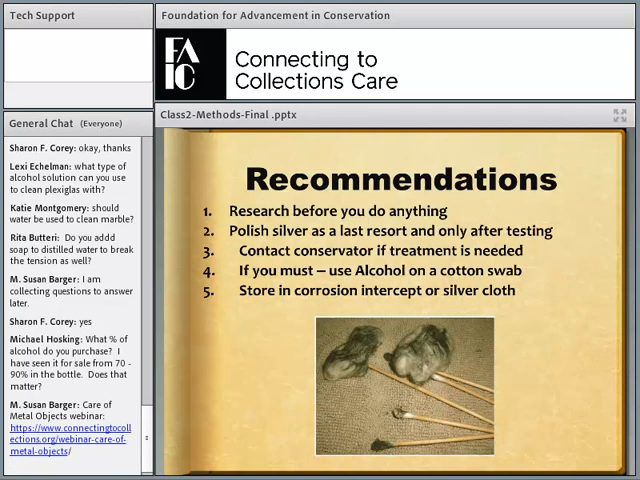 Tech Support
Foundation for Advancement in Conservation
FA
IC
Connecting to
Collections Care
General Chat (Everyone)
Sharon F. Corey: okay, thanks
Lexi Echelman: what type of
alcohol solution can you use
to clean plexiglas with?
Katie Montgomery: should
water be used to clean marble?
Rita Butteri: Do you addd
soap to distilled water to break
the tension as well?
M. Susan Barger: I am
collecting questions to answer
later.
Sharon F. Corey: yes
Michael Hosking: What % of
alcohol do you purchase? I
have seen it for sale from 70 -
90% in the bottle. Does that
matter?
M. Susan Barger: Care of
Metal Objects webinar:
https://www.connectingtocoll
ections.org/webinar-care-of-
metal-objects/
Class2-Methods-Final .pptx
Recommendations
1. Research before you do anything
2. Polish silver as a last resort and only after testing
3. Contact conservator if treatment is needed
4. If you must – use Alcohol on a cotton swab
5. Store in corrosion intercept or silver cloth